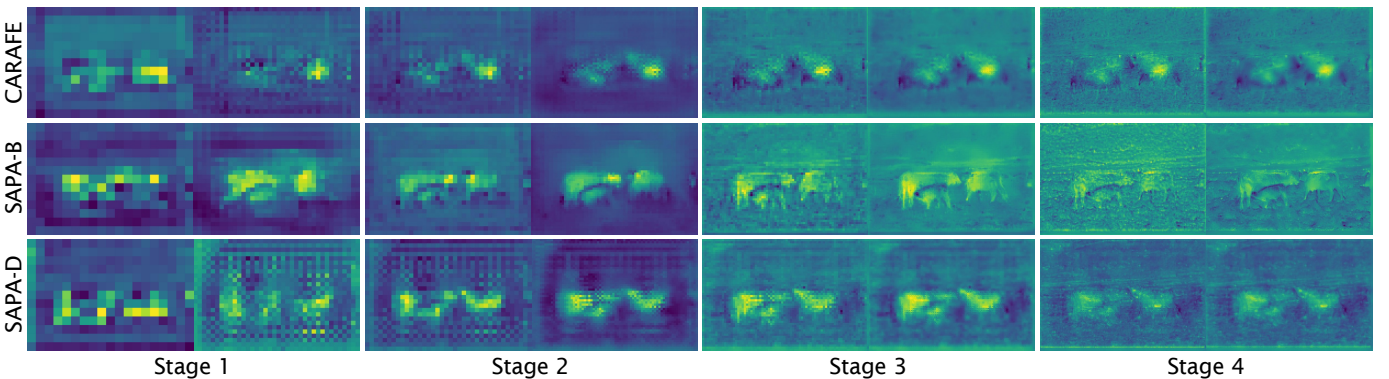 CARAFE
SAPA-B
SAPA-D
Stage 1
Stage 2
Stage 3
Stage 4